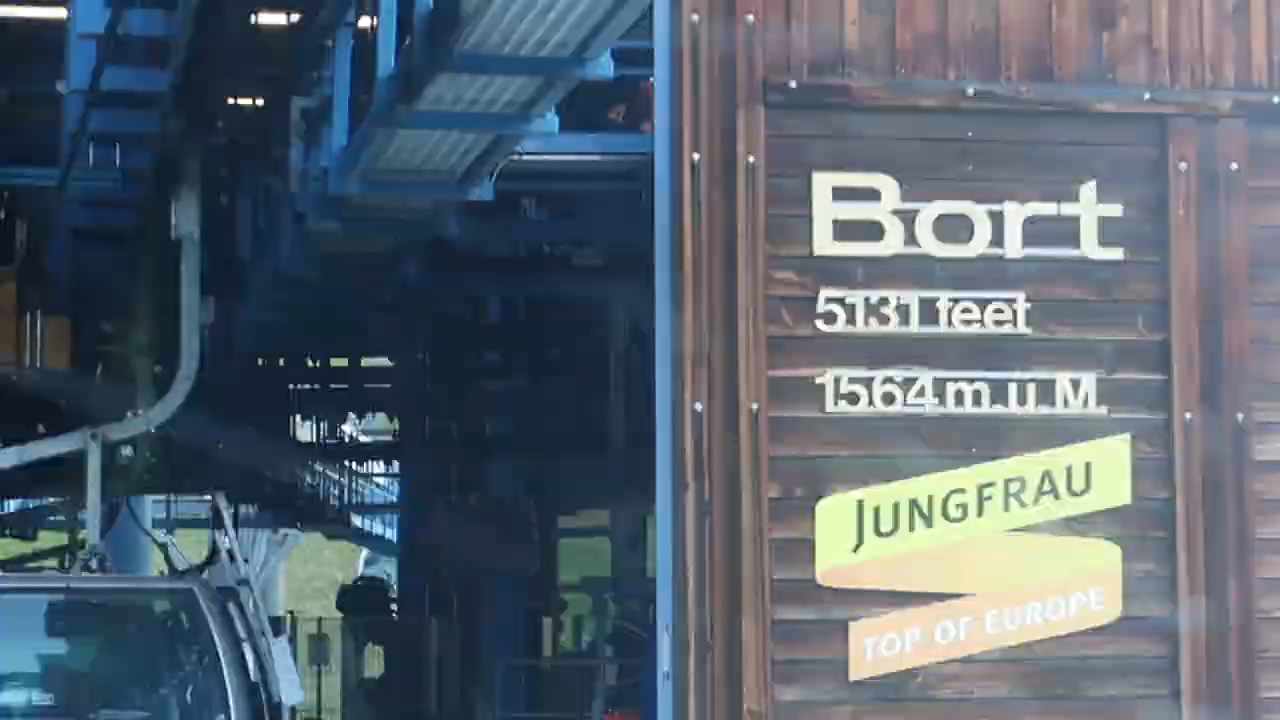 Bort
5131 feet
1564 m.ü.M.
JUNGFRAU
TOP OF EUROPE